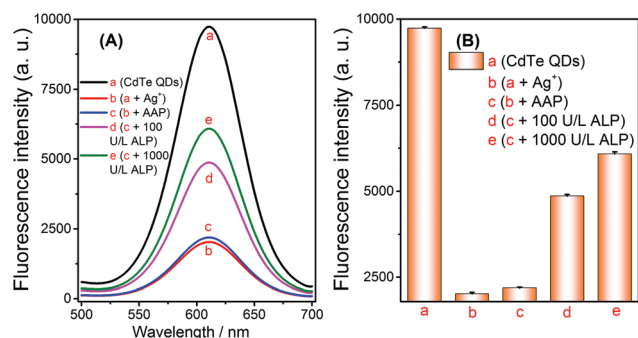 (A)
Fluorescence intensity (a. u.)
10000
7500
5000
2500
0
a (CdTe QDs)
b (a + Ag⁺)
c (b + AAP)
d (c + 100
U/L ALP)
e (c + 1000
U/L ALP)
a
e
d
c
b
500 550 600 650 700
Wavelength / nm
(B)
Fluorescence intensity (a. u.)
10000
7500
5000
2500
a (CdTe QDs)
b (a + Ag⁺)
c (b + AAP)
d (c + 100 U/L ALP)
e (c + 1000 U/L ALP)
a b c d e